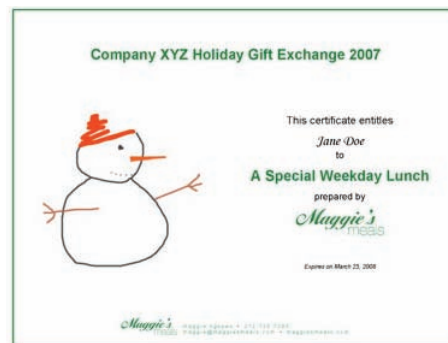 Company XYZ Holiday Gift Exchange 2007
This certificate entitles
Jane Doe
to
A Special Weekday Lunch
prepared by
Maggie's
meals
Expires on March 23, 2008
Maggie's
meals